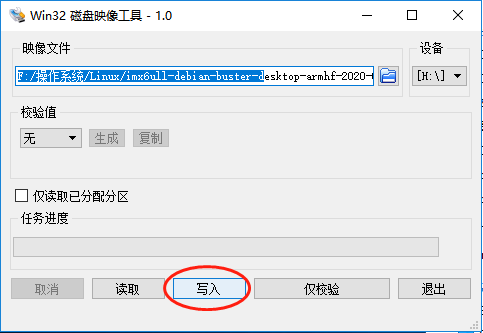 Win32 磁盘映像工具 - 1.0
映像文件
设备
F:/操作系统/Linux/imx6ull-debian-buster-desktop-armhf-2020-
[H:\]
校验值
无
生成
复制
仅读取已分配分区
任务进度
取消
读取
写入
仅校验
退出